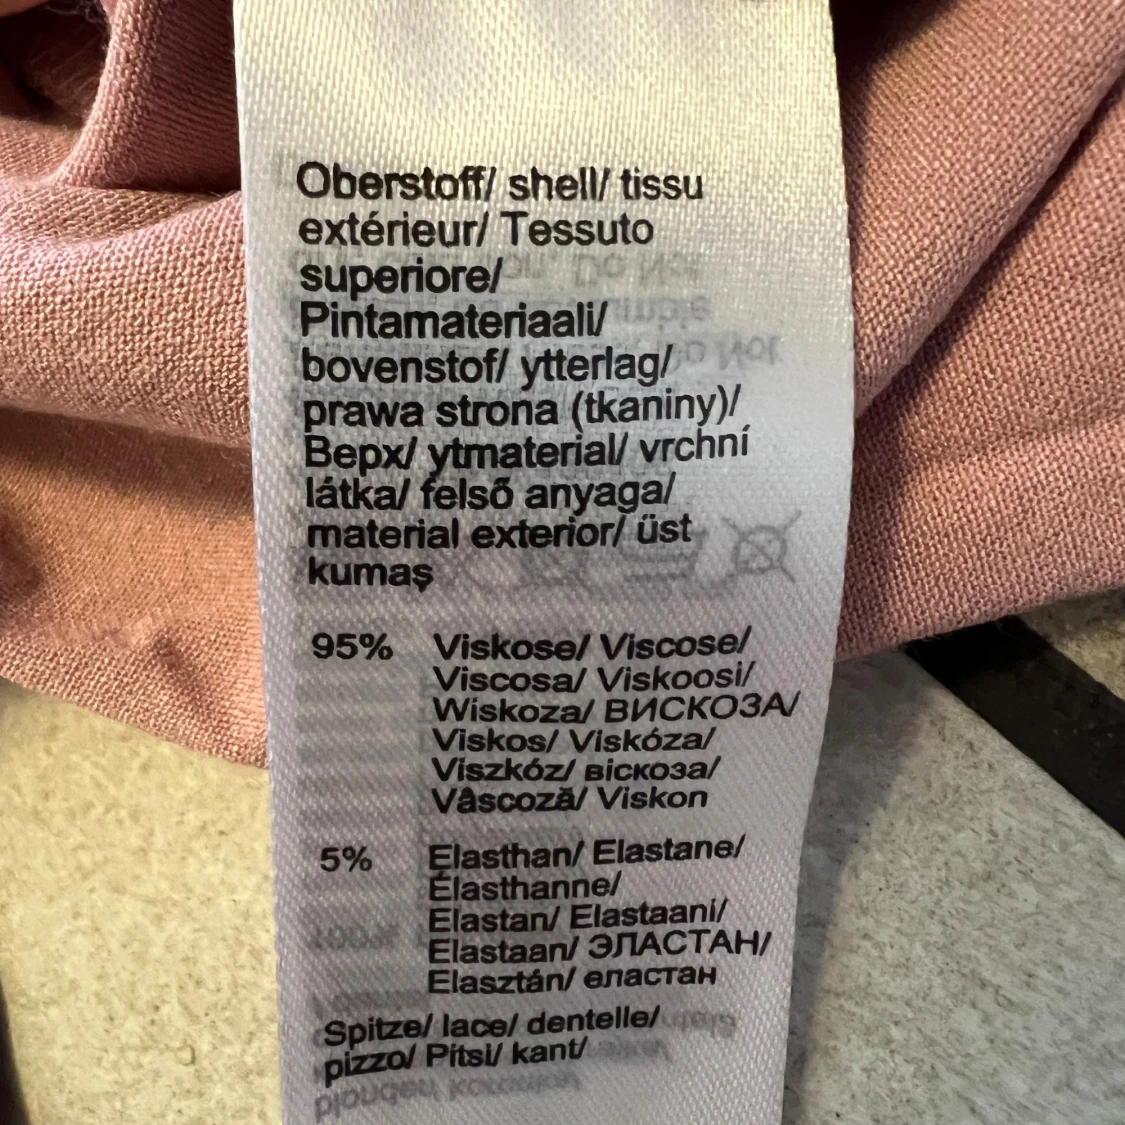 Oberstoff/ shell/ tissu
extérieur/ Tessuto
superiore/
Pintamateriaali/
bovenstof/ ytterlag/
prawa strona (tkaniny)/
Bepx/ ytmaterial/ vrchní
látka/ felső anyaga/
material exterior/ üst
kumaş
95% Viskose/ Viscose/
Viscosa/ Viskoosi/
Wiskoza/ ВИСКОЗА/
Viskos/ Viskóza/
Viszkóz/ вiскоза/
Vâscoză/ Viskon
5% Elasthan/ Elastane/
Élasthanne/
Elastan/ Elastaani/
Elastaan/ ЭЛАСТАН/
Elasztán/ еластан
Spitze/ lace/ dentelle/
pizzo/ Pitsi/ kant/